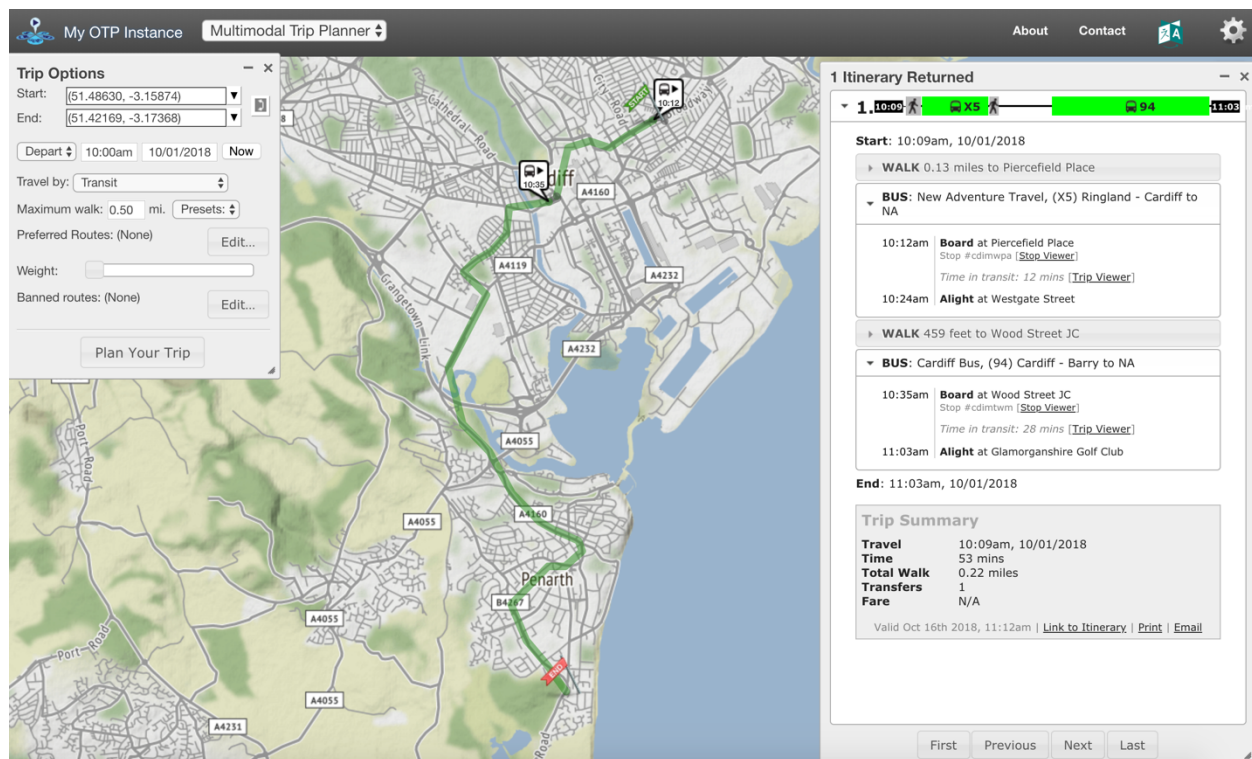 My OTP Instance
Multimodal Trip Planner
About
Contact
Trip Options
Start: (51.48630, -3.15874)
End: (51.42169, -3.17368)
Depart 10:00am 10/01/2018 Now
Travel by: Transit
Maximum walk: 0.50 mi. Presets:
Preferred Routes: (None) Edit...
Weight:
Banned routes: (None) Edit...
Plan Your Trip
Cathedral-Road
City-Road
START
10:12
10:35
diff
A4160
A4119
A4232
Grangetown-Link
A4232
A4055
Port-Road
A4055
A4160
Penarth
B4267
A4055
Port-Road
END
A4055
A4231
Road
1 Itinerary Returned
1. 10:09 X5 94 11:03
Start: 10:09am, 10/01/2018
WALK 0.13 miles to Piercefield Place
BUS: New Adventure Travel, (X5) Ringland - Cardiff to
NA
10:12am Board at Piercefield Place
Stop #cdimwpa [Stop Viewer]
Time in transit: 12 mins [Trip Viewer]
10:24am Alight at Westgate Street
WALK 459 feet to Wood Street JC
BUS: Cardiff Bus, (94) Cardiff - Barry to NA
10:35am Board at Wood Street JC
Stop #cdimtwm [Stop Viewer]
Time in transit: 28 mins [Trip Viewer]
11:03am Alight at Glamorganshire Golf Club
End: 11:03am, 10/01/2018
Trip Summary
Travel 10:09am, 10/01/2018
Time 53 mins
Total Walk 0.22 miles
Transfers 1
Fare N/A
Valid Oct 16th 2018, 11:12am | Link to Itinerary | Print | Email
First Previous Next Last